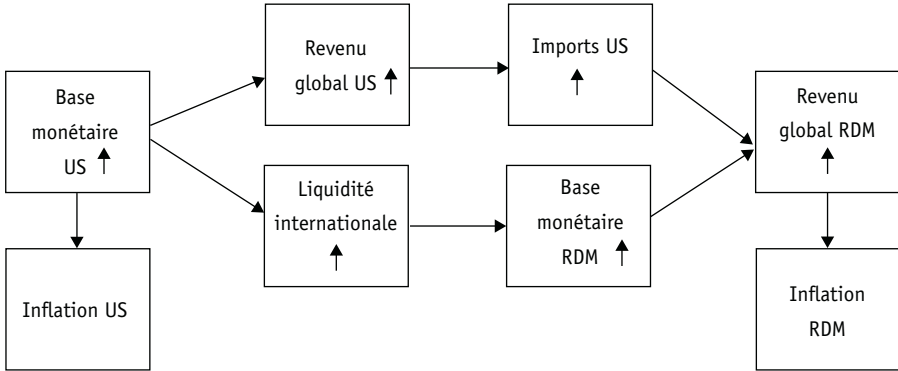 Base
monétaire
US ↑
Revenu
global US ↑
Imports US
↑
Liquidité
internationale
↑
Base
monétaire
RDM ↑
Revenu
global RDM
↑
Inflation US
Inflation
RDM